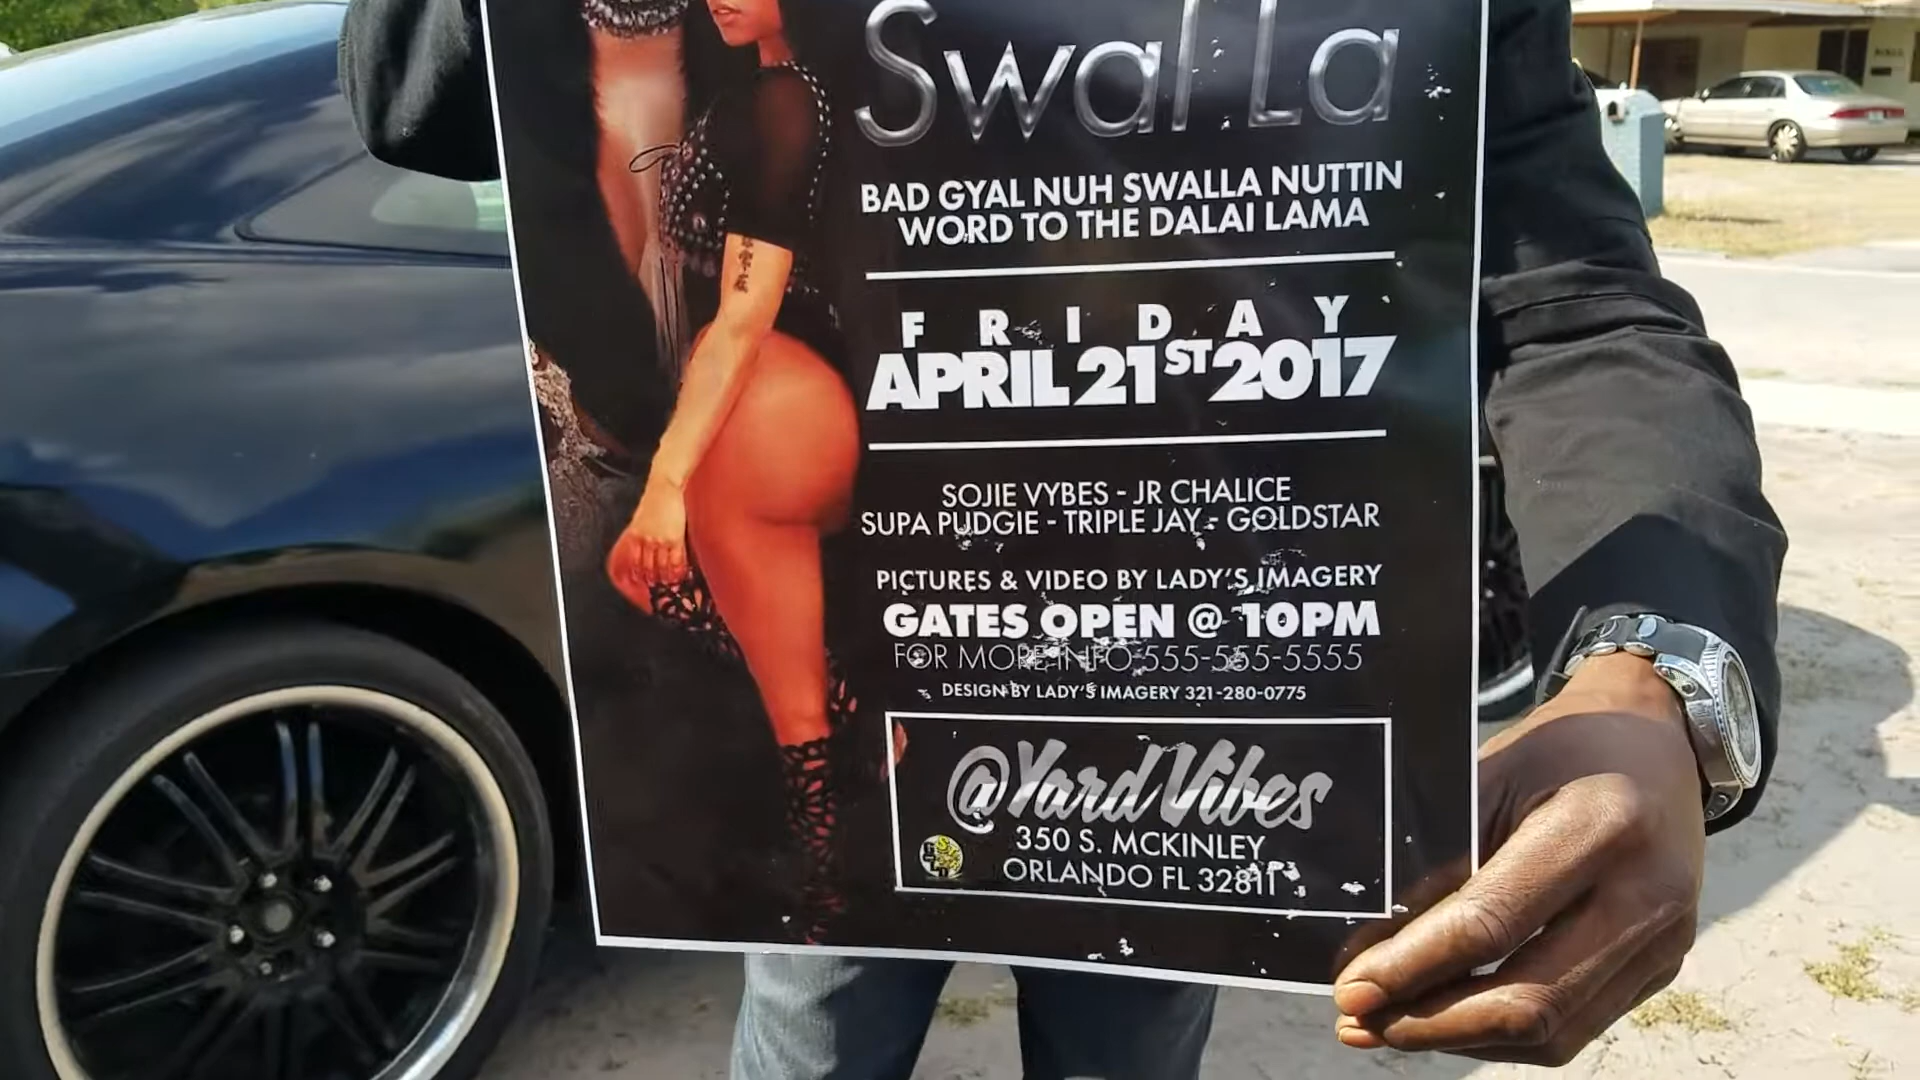 Swal La
BAD GYAL NUH SWALLA NUTTIN
WORD TO THE DALAI LAMA
FRIDAY
APRIL 21ST 2017
SOJIE VYBES - JR CHALICE
SUPA PUDGIE - TRIPLE JAY - GOLDSTAR
PICTURES & VIDEO BY LADY'S IMAGERY
GATES OPEN @ 10PM
FOR MORE INFO 555-555-5555
DESIGN BY LADY'S IMAGERY 321-280-0775
@Yard Vibes
350 S. MCKINLEY
ORLANDO FL 32811